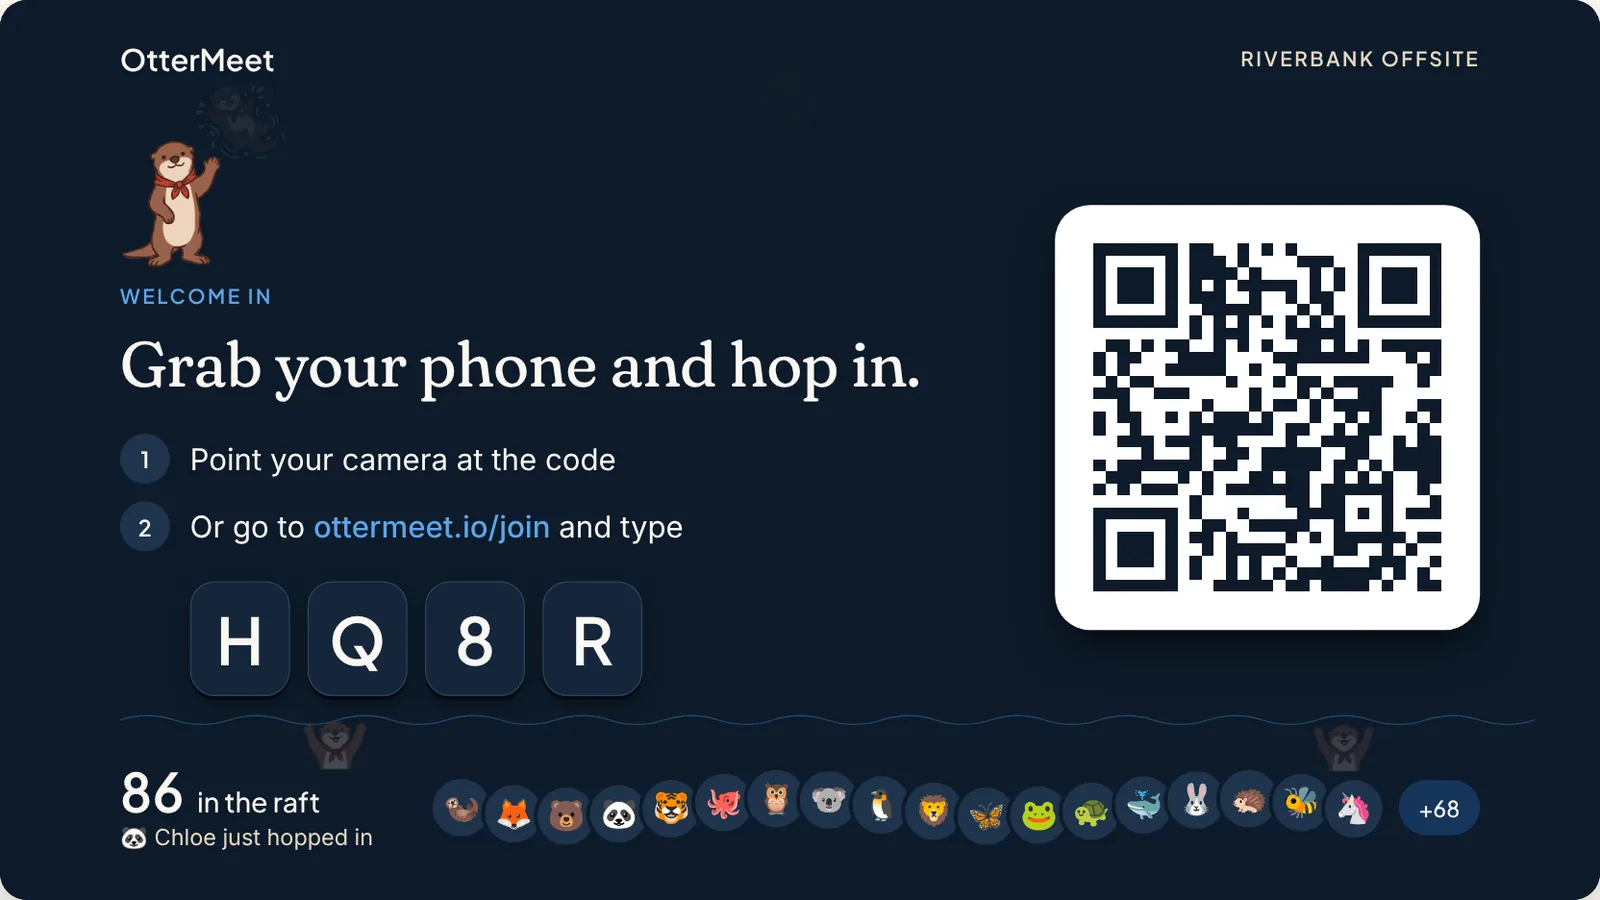 OtterMeet
RIVERBANK OFFSITE
WELCOME IN
Grab your phone and hop in.
1 Point your camera at the code
2 Or go to ottermeet.io/join and type
H Q 8 R
86 in the raft
Chloe just hopped in
+68